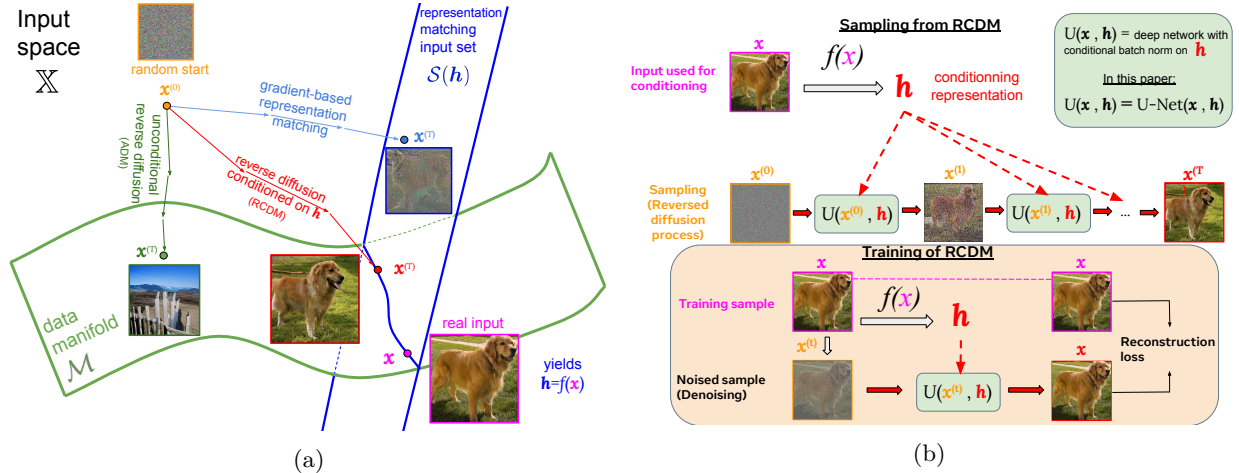 Input
space
𝕏
random start
x⁽⁰⁾
unconditional
reverse diffusion
(ADM)
gradient-based
representation
matching
reverse diffusion
conditioned on h
(RCDM)
representation
matching
input set
S(h)
x⁽ᵀ⁾
x⁽ᵀ⁾
x⁽ᵀ⁾
data
manifold
ℳ
real input
x
yields
h=f(x)
(a)
Sampling from RCDM
x
Input used for
conditioning
f(x)
h
conditionning
representation
U(x , h) = deep network with
conditional batch norm on h
In this paper:
U(x , h) = U-Net(x , h)
Sampling
(Reversed
diffusion
process)
x⁽⁰⁾
U(x⁽⁰⁾ , h)
x⁽¹⁾
U(x⁽¹⁾ , h)
...
x⁽ᵀ
Training of RCDM
Training sample
x
f(x)
h
x
x⁽ᵗ⁾
Noised sample
(Denoising)
U(x⁽ᵗ⁾ , h)
x
Reconstruction
loss
(b)